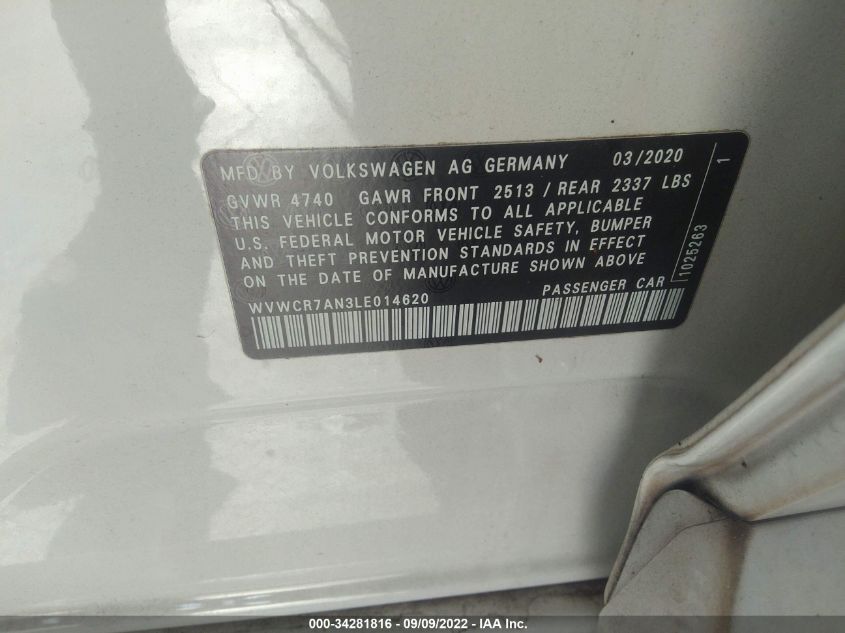 MFD BY VOLKSWAGEN AG GERMANY 03/2020
GVWR 4740 GAWR FRONT 2513 / REAR 2337 LBS
THIS VEHICLE CONFORMS TO ALL APPLICABLE
U.S. FEDERAL MOTOR VEHICLE SAFETY, BUMPER
AND THEFT PREVENTION STANDARDS IN EFFECT
ON THE DATE OF MANUFACTURE SHOWN ABOVE
WVWCR7AN3LE014620 PASSENGER CAR
1025263
1
000-34281816 - 09/09/2022 - IAA Inc.